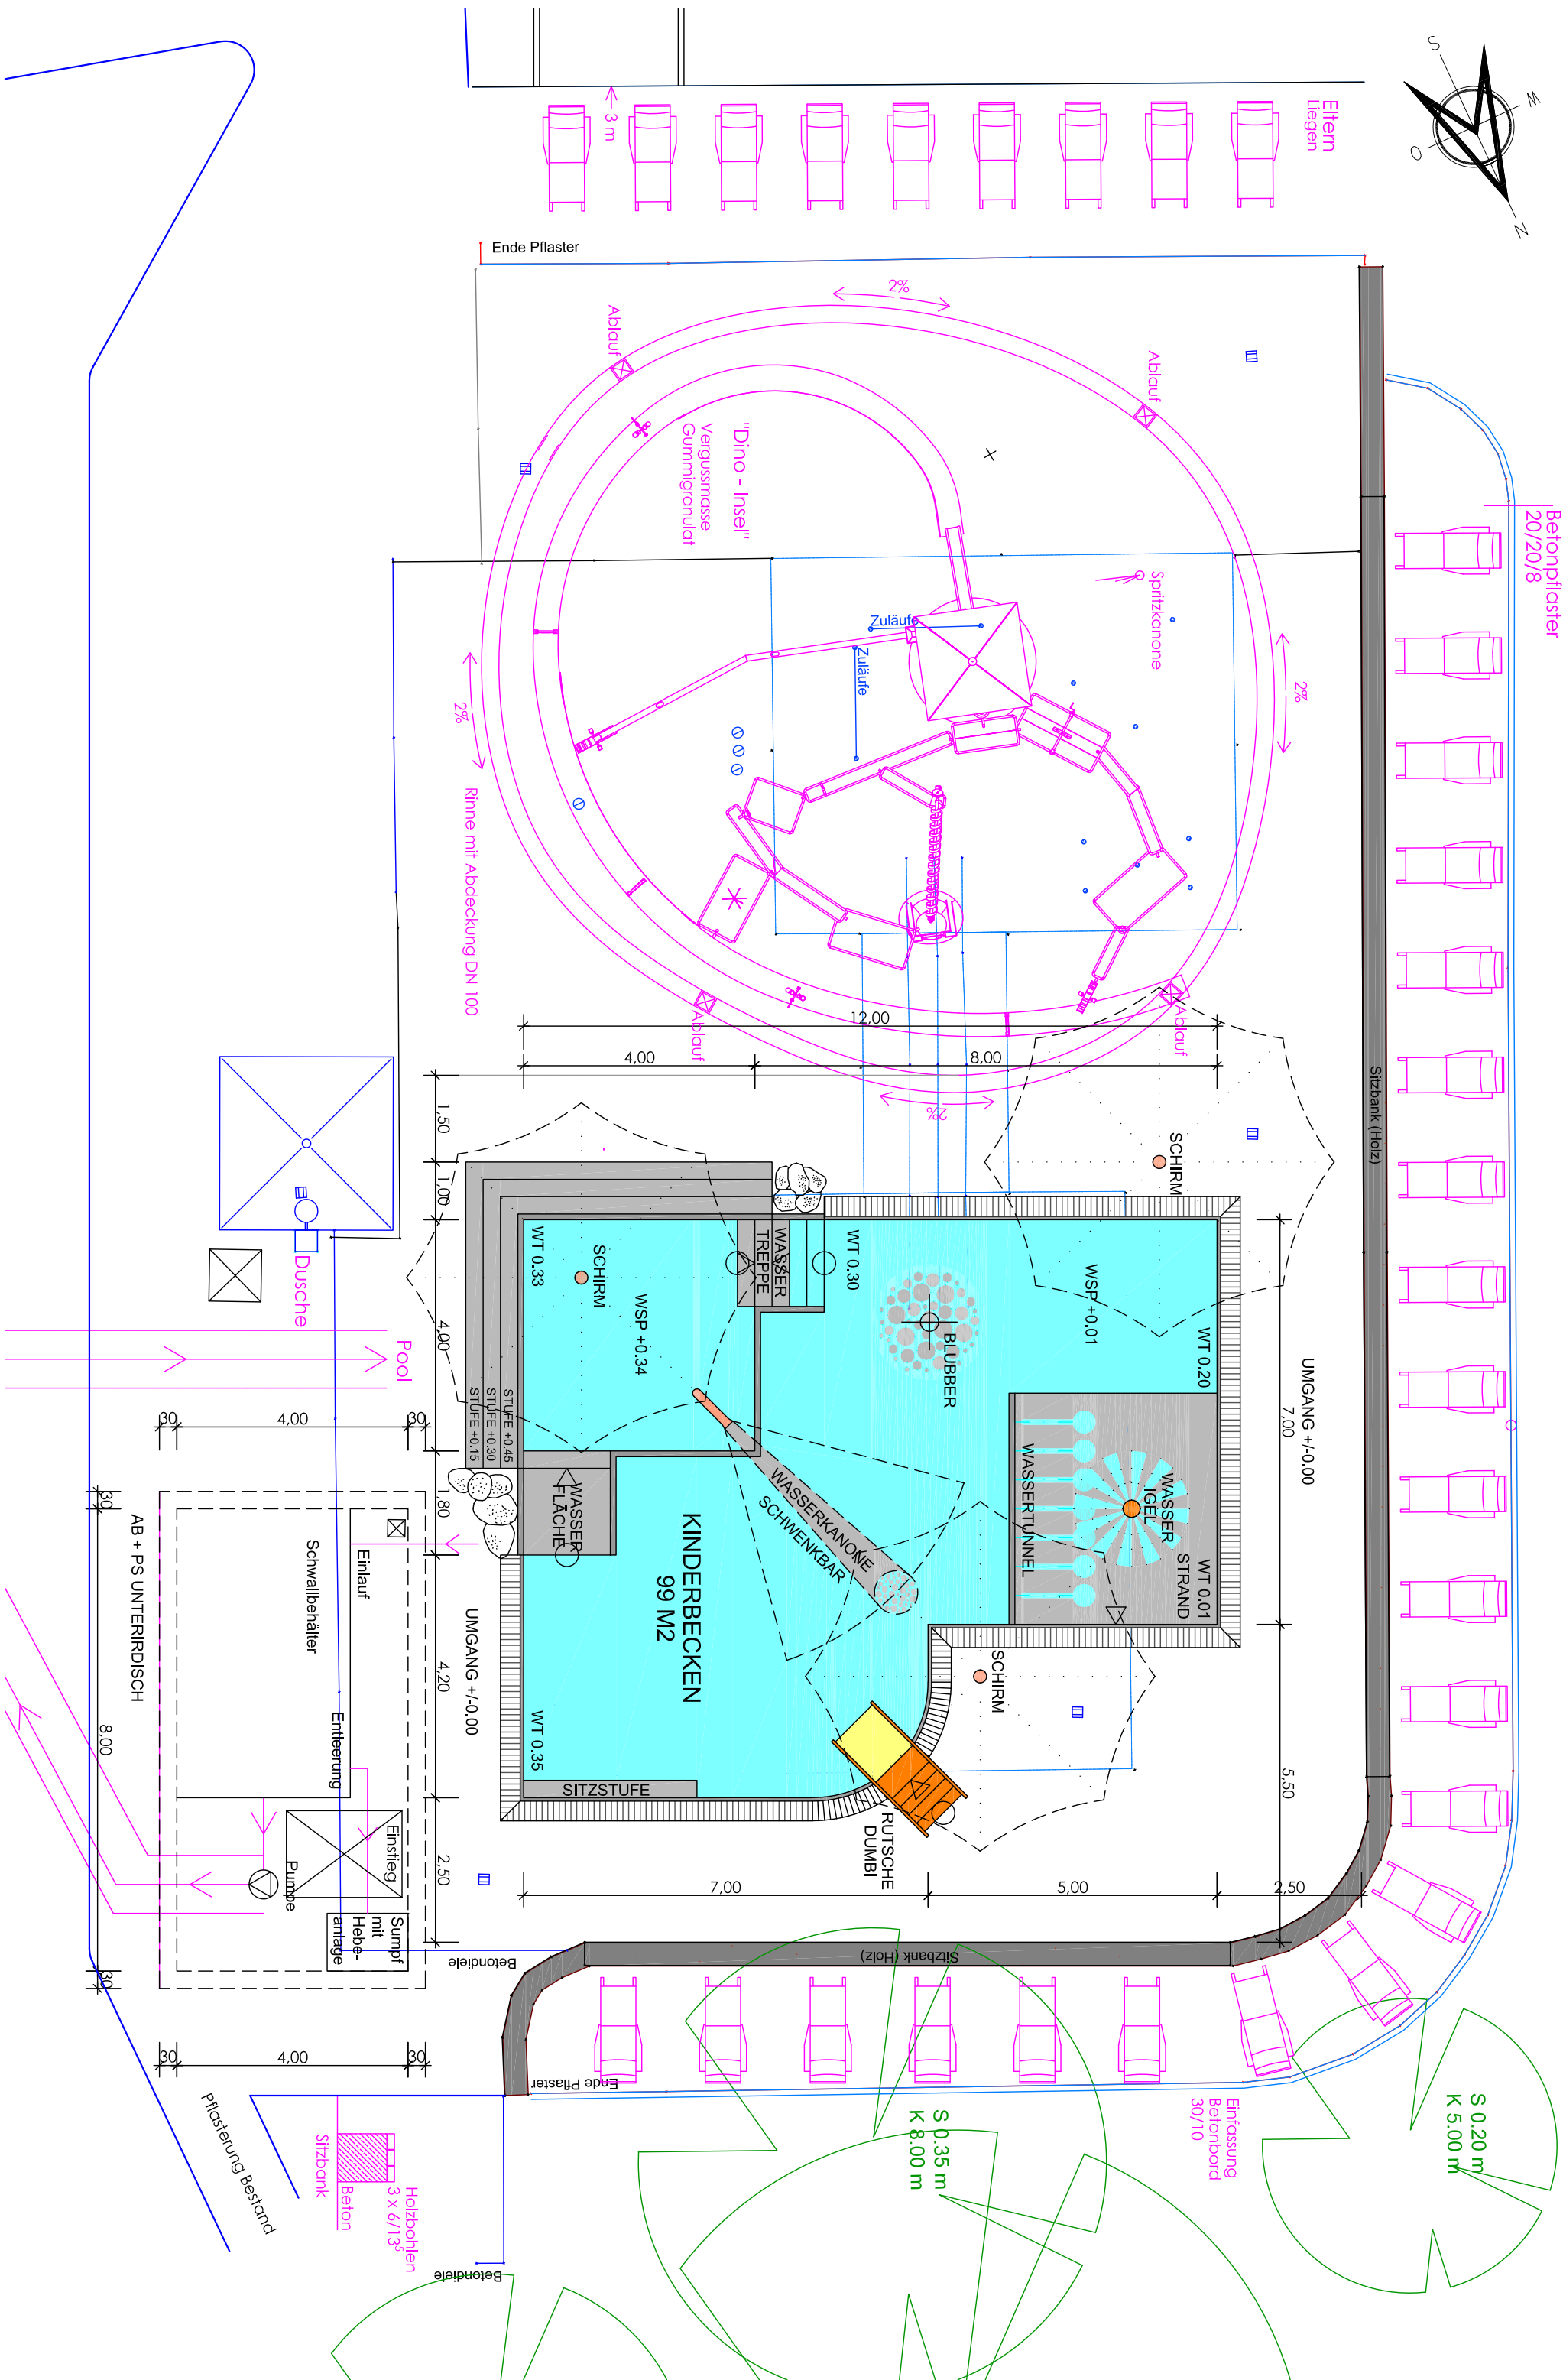 S
W
O
N
Eltern
Liegen
3 m
Ende Pflaster
2%
Ablauf
Ablauf
"Dino - Insel"
Vergussmasse
Gummigranulat
Betonpflaster
20/20/8
Spritzkanone
Zuläufe
Zuläufe
2%
2%
Rinne mit Abdeckung DN 100
Ablauf
Ablauf
2%
12,00
4,00
8,00
Sitzbank (Holz)
1,50
1,00
4,00
1,80
4,20
2,50
SCHIRM
WT 0.33
SCHIRM
WSP +0.34
WASSER
TREPPE
WT 0.30
BLUBBER
WSP +0.01
WT 0.20
UMGANG +/-0.00
7,00
5,50
STUFE +0.45
STUFE +0.30
STUFE +0.15
WASSER
FLÄCHE
WASSERKANONE
SCHWENKBAR
WASSERTUNNEL
WASSER
IGEL
STRAND
WT 0.01
KINDERBECKEN
99 M2
SCHIRM
WT 0.35
SITZSTUFE
RUTSCHE
DUMBI
UMGANG +/-0.00
7,00
5,00
2,50
Dusche
Pool
30
4,00
30
30
8,00
30
AB + PS UNTERIRDISCH
Schwallbehälter
Einlauf
Entleerung
Einstieg
Pumpe
Sumpf
mit
Hebe-
anlage
30
4,00
30
Betondiele
Sitzbank (Holz)
Ende Pflaster
Einfassung
Betonbord
30/10
S 0.20 m
K 5.00 m
S 0.35 m
K 8.00 m
Pflasterung Bestand
Sitzbank
Beton
Holzbohlen
3 x 6/13⁵
Betondiele